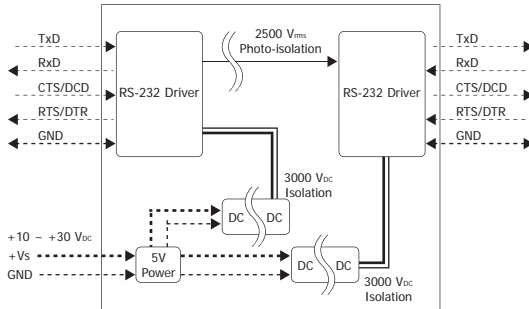 2500 Vrms
Photo-isolation
TxD
RxD
CTS/DCD
RTS/DTR
GND
RS-232 Driver
RS-232 Driver
TxD
RxD
CTS/DCD
RTS/DTR
GND
3000 VDC
Isolation
DC DC
+10 ~ +30 VDC
+Vs
GND
5V
Power
DC DC
3000 VDC
Isolation